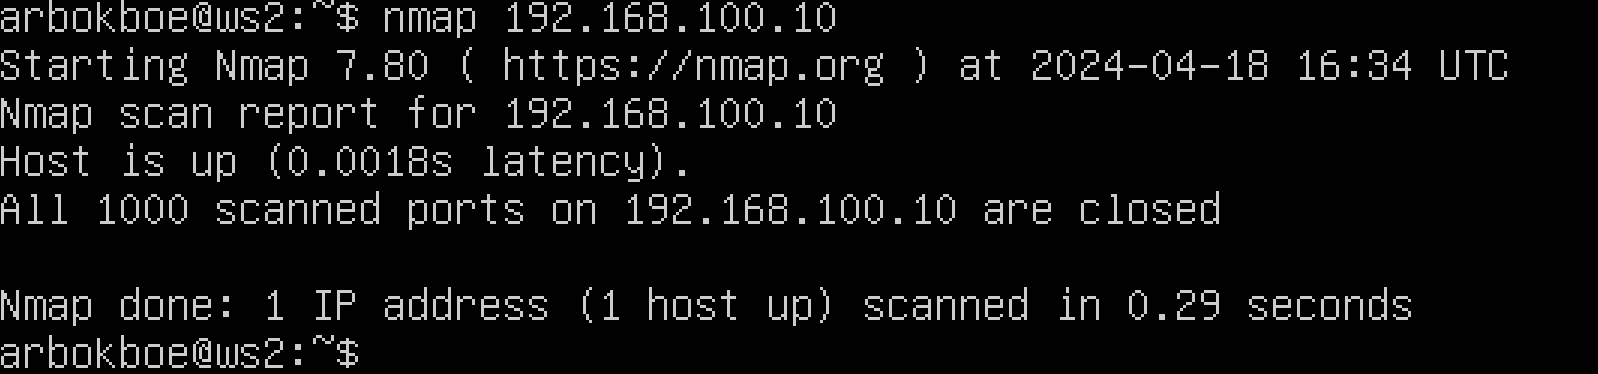 arbokboe@ws2:~$ nmap 192.168.100.10
Starting Nmap 7.80 ( https://nmap.org ) at 2024-04-18 16:34 UTC
Nmap scan report for 192.168.100.10
Host is up (0.0018s latency).
All 1000 scanned ports on 192.168.100.10 are closed
Nmap done: 1 IP address (1 host up) scanned in 0.29 seconds
arbokboe@ws2:~$